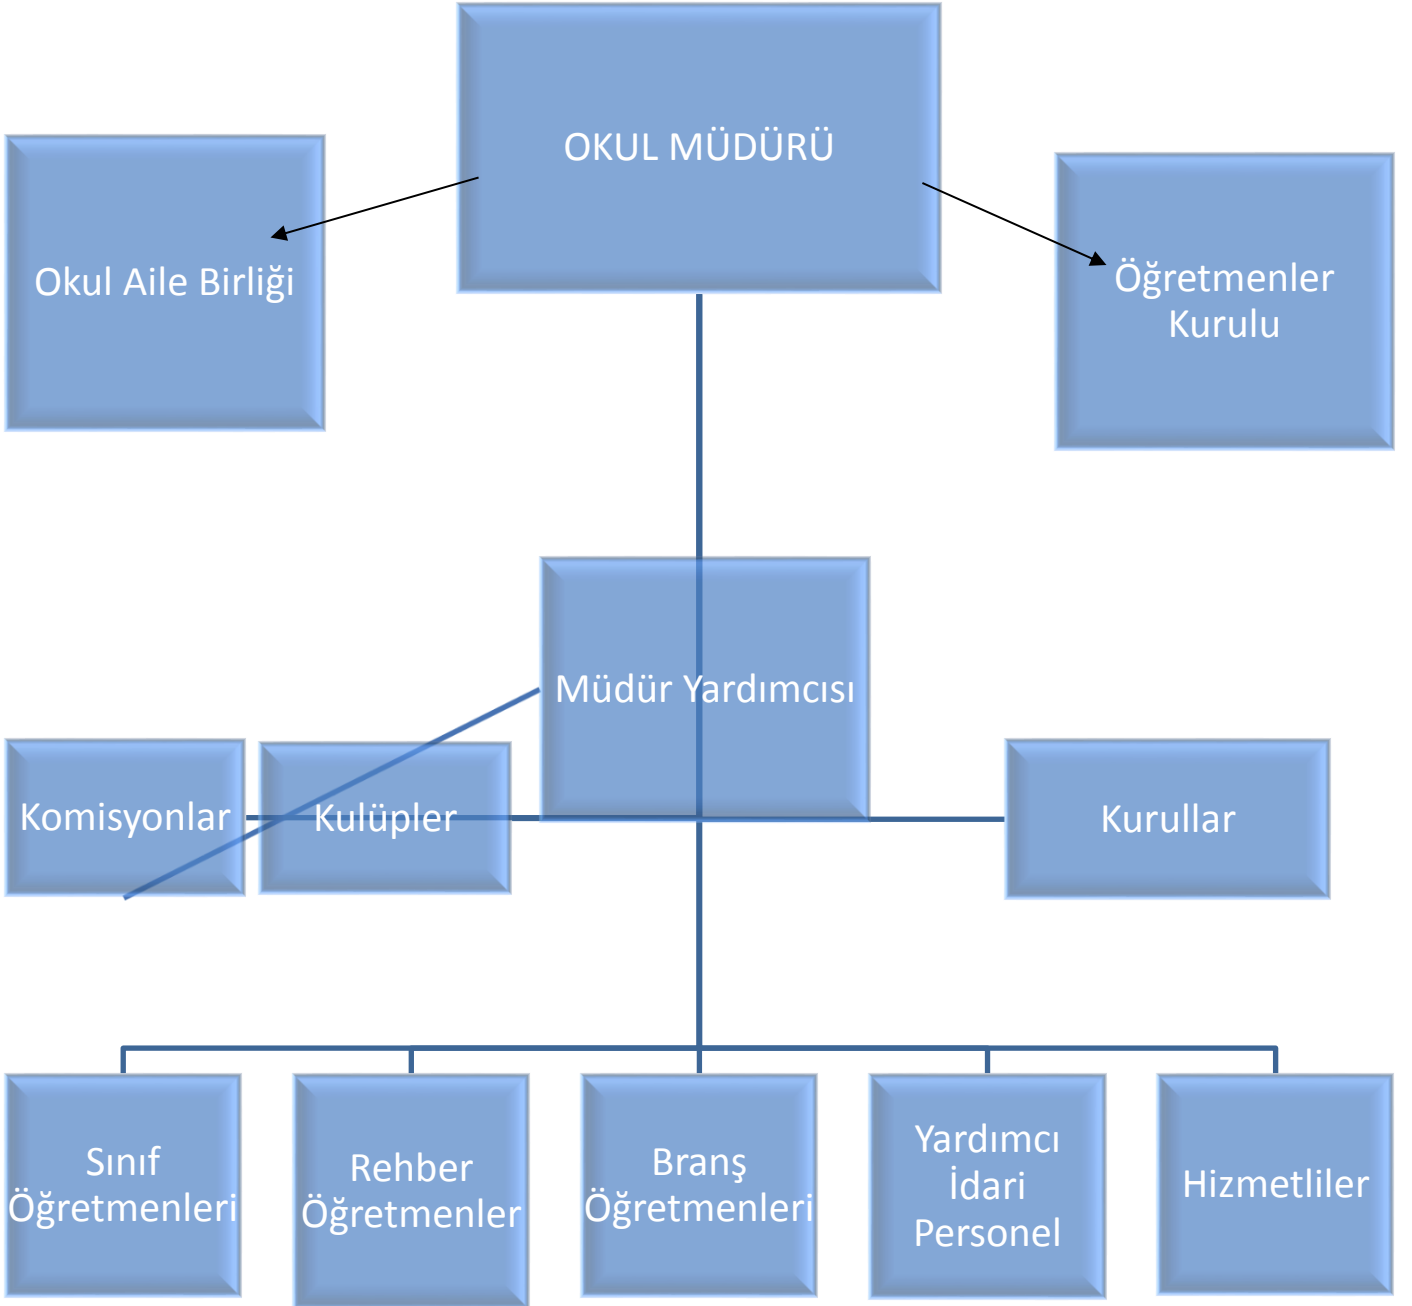 OKUL MÜDÜRÜ
Okul Aile Birliği
Öğretmenler
Kurulu
Müdür Yardımcısı
Komisyonlar
Kulüpler
Kurullar
Sınıf
Öğretmenleri
Rehber
Öğretmenler
Branş
Öğretmenleri
Yardımcı
İdari
Personel
Hizmetliler